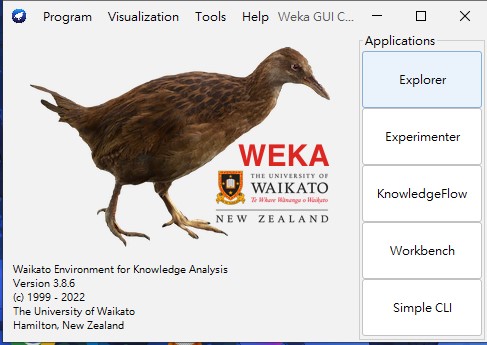 Program Visualization Tools Help Weka GUI C...
Applications
Explorer
Experimenter
KnowledgeFlow
Workbench
Simple CLI
WEKA
THE UNIVERSITY OF
WAIKATO
Te Whare Wānanga o Waikato
NEW ZEALAND
Waikato Environment for Knowledge Analysis
Version 3.8.6
(c) 1999 - 2022
The University of Waikato
Hamilton, New Zealand